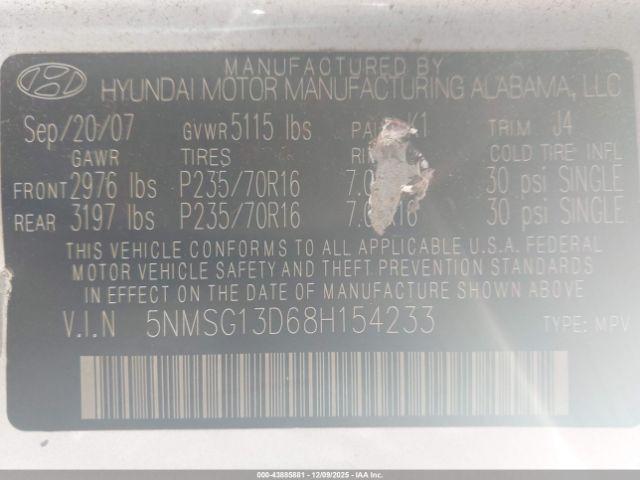 MANUFACTURED BY
HYUNDAI MOTOR MANUFACTURING ALABAMA, LLC
Sep/20/07 GVWR 5115 lbs K1 TRIM J4
GAWR TIRES COLD TIRE INFL
FRONT 2976 lbs P235/70R16 30 psi SINGLE
REAR 3197 lbs P235/70R16 30 psi SINGLE
THIS VEHICLE CONFORMS TO ALL APPLICABLE U.S.A. FEDERAL
MOTOR VEHICLE SAFETY AND THEFT PREVENTION STANDARDS
IN EFFECT ON THE DATE OF MANUFACTURE SHOWN ABOVE.
V.I.N 5NMSG13D68H154233 TYPE: MPV
000-43885881 | 12/09/2025 | IAAI.COM